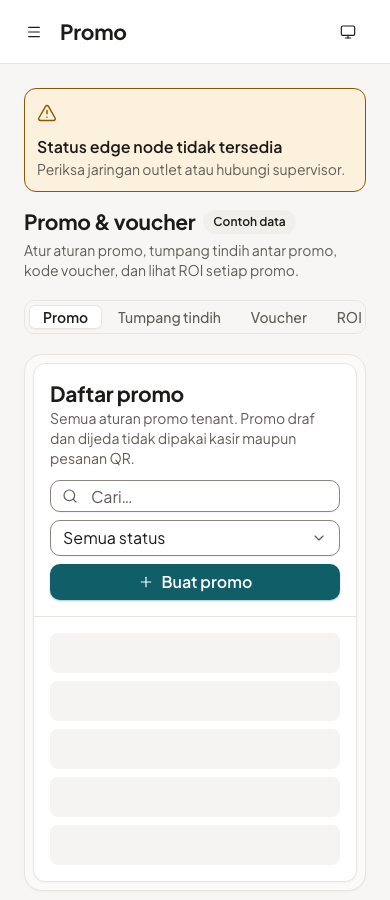 Promo
Status edge node tidak tersedia
Periksa jaringan outlet atau hubungi supervisor.
Promo & voucher
Contoh data
Atur aturan promo, tumpang tindih antar promo,
kode voucher, dan lihat ROI setiap promo.
Promo
Tumpang tindih
Voucher
ROI
Daftar promo
Semua aturan promo tenant. Promo draf
dan dijeda tidak dipakai kasir maupun
pesanan QR.
Cari...
Semua status
Buat promo